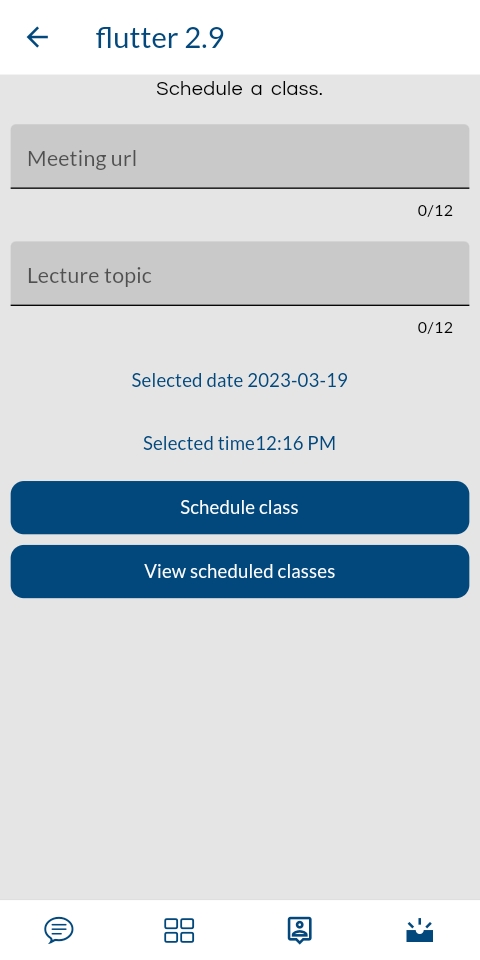 flutter 2.9
Schedule a class.
Meeting url
0/12
Lecture topic
0/12
Selected date 2023-03-19
Selected time12:16 PM
Schedule class
View scheduled classes